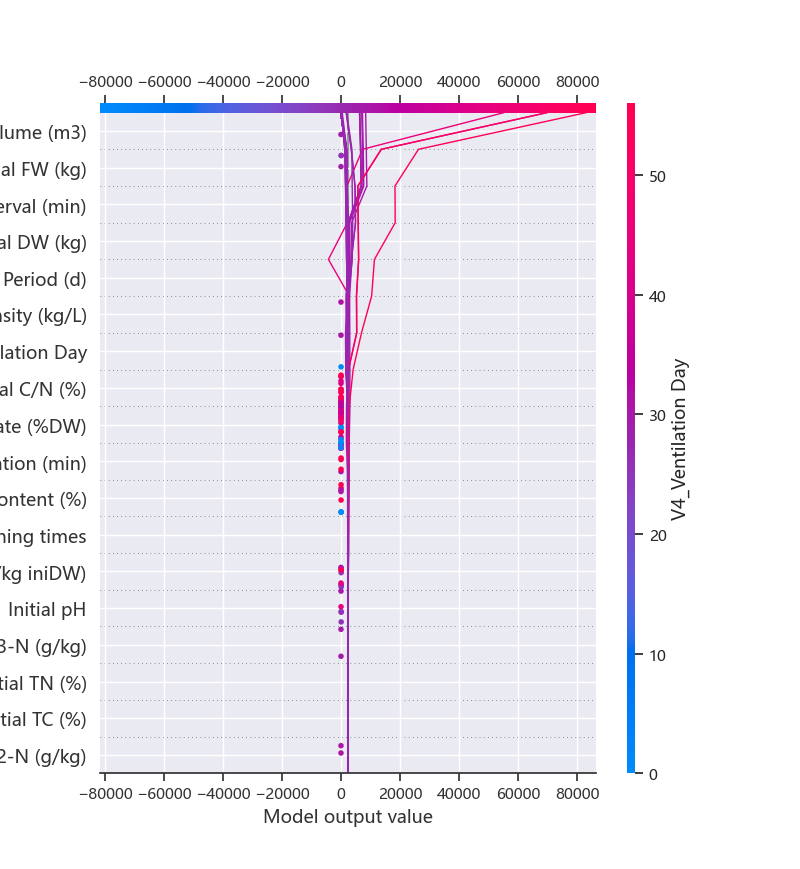 −80000 −60000 −40000 −20000 0 20000 40000 60000 80000
lume (m3)
al FW (kg)
erval (min)
al DW (kg)
Period (d)
sity (kg/L)
lation Day
al C/N (%)
ate (%DW)
tion (min)
ontent (%)
ning times
/kg iniDW)
Initial pH
3-N (g/kg)
tial TN (%)
tial TC (%)
2-N (g/kg)
−80000 −60000 −40000 −20000 0 20000 40000 60000 80000
Model output value
50
40
30
20
10
0
V4_Ventilation Day